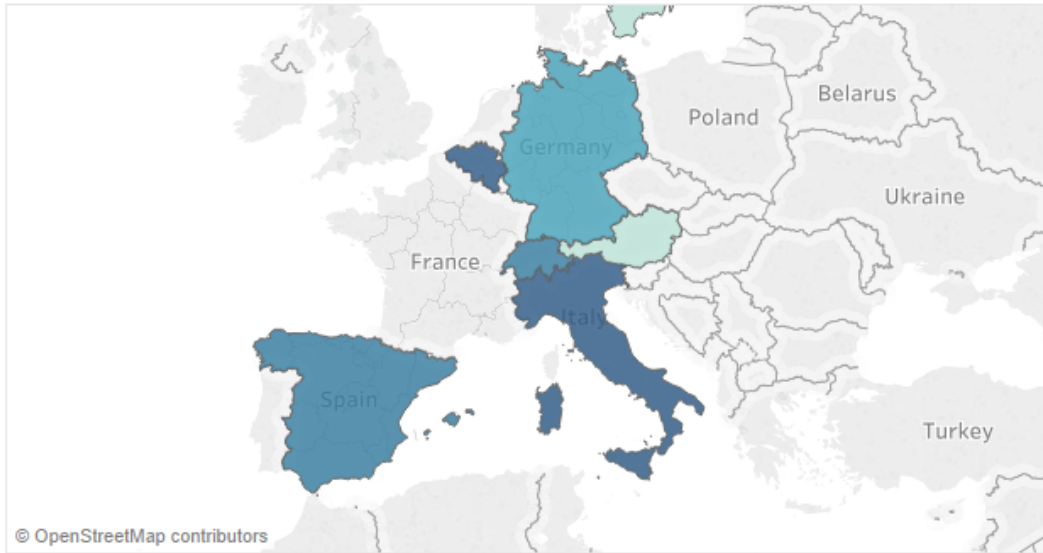 Belarus
Poland
Germany
Ukraine
France
Italy
Spain
Turkey
© OpenStreetMap contributors